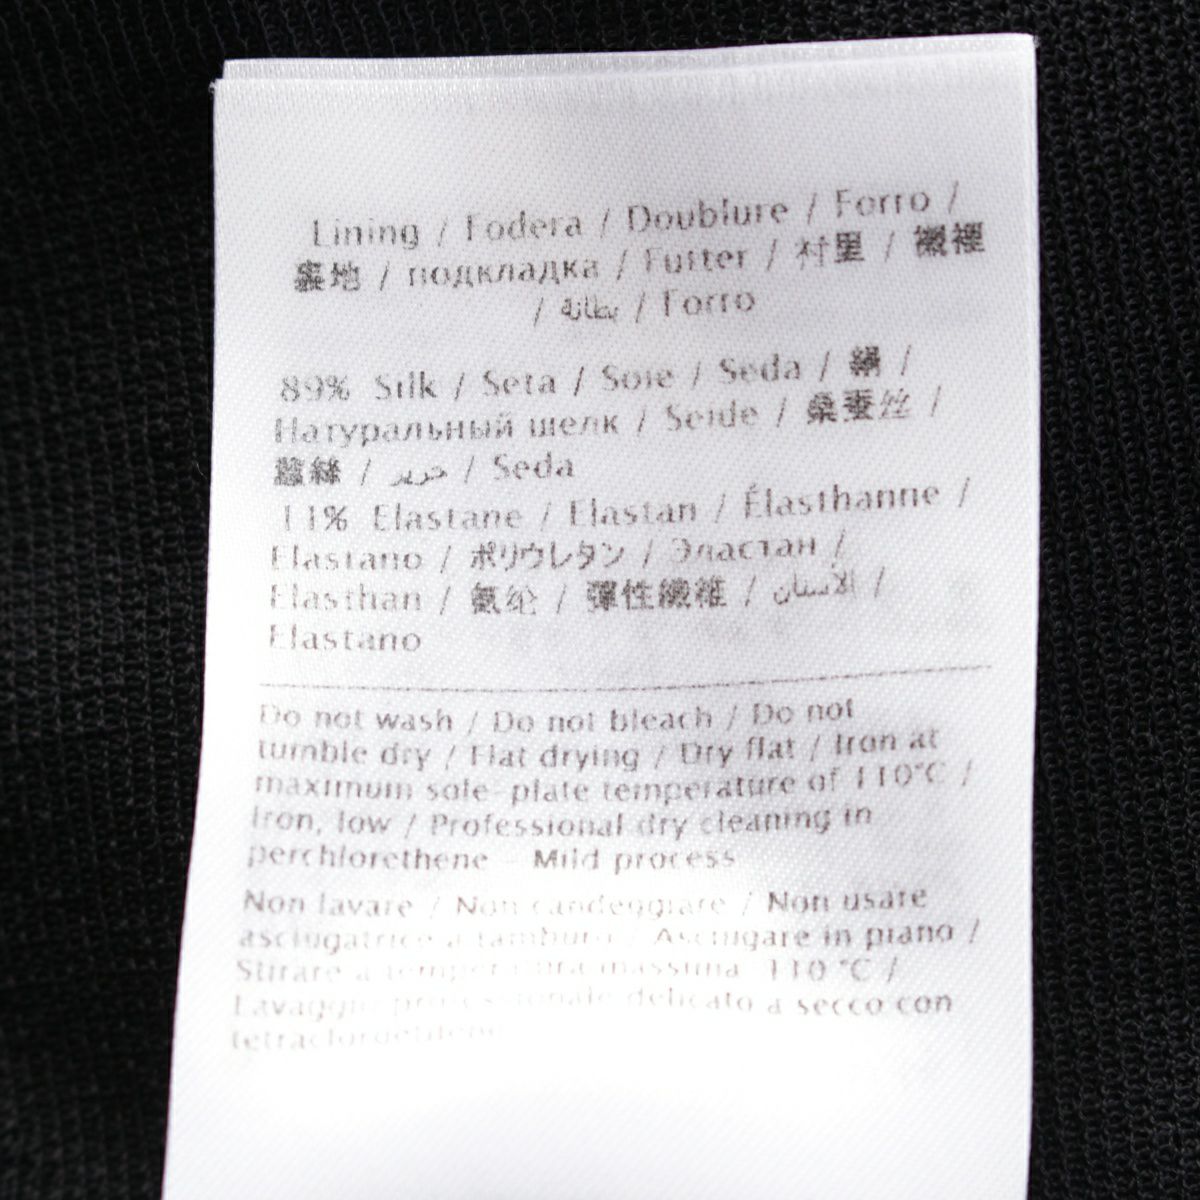 Lining / Fodera / Doublure / Forro /
裏地 / подкладка / Futter / 村里 / 襯裡
/ بطانة / Forro
89% Silk / Seta / Soie / Seda / 絹 /
Натуральный шелк / Seide / 桑蚕丝 /
蠶絲 / حرير / Seda
11% Elastane / Elastan / Élasthanne /
Elastano / ポリウレタン / Эластан /
Elasthan / 氨纶 / 彈性纖維 / الاستان /
Elastano
Do not wash / Do not bleach / Do not
tumble dry / Flat drying / Dry flat / Iron at
maximum sole-plate temperature of 110°C /
Iron, low / Professional dry cleaning in
perchlorethene – Mild process
Non lavare / Non candeggiare / Non usare
asciugatrice a tamburo / Asciugare in piano /
Stirare a temperatura massima 110 °C /
Lavaggio professionale delicato a secco con
tetracloroetilene